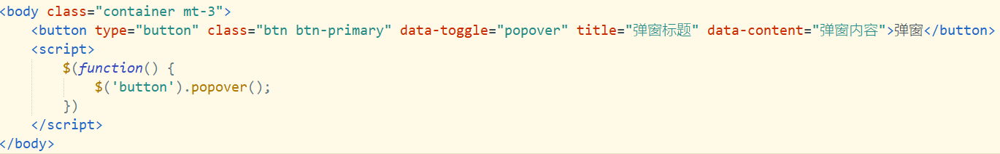 <body class="container mt-3">
<button type="button" class="btn btn-primary" data-toggle="popover" title="弹窗标题" data-content="弹窗内容">弹窗</button>
<script>
$(function() {
$('button').popover();
})
</script>
</body>